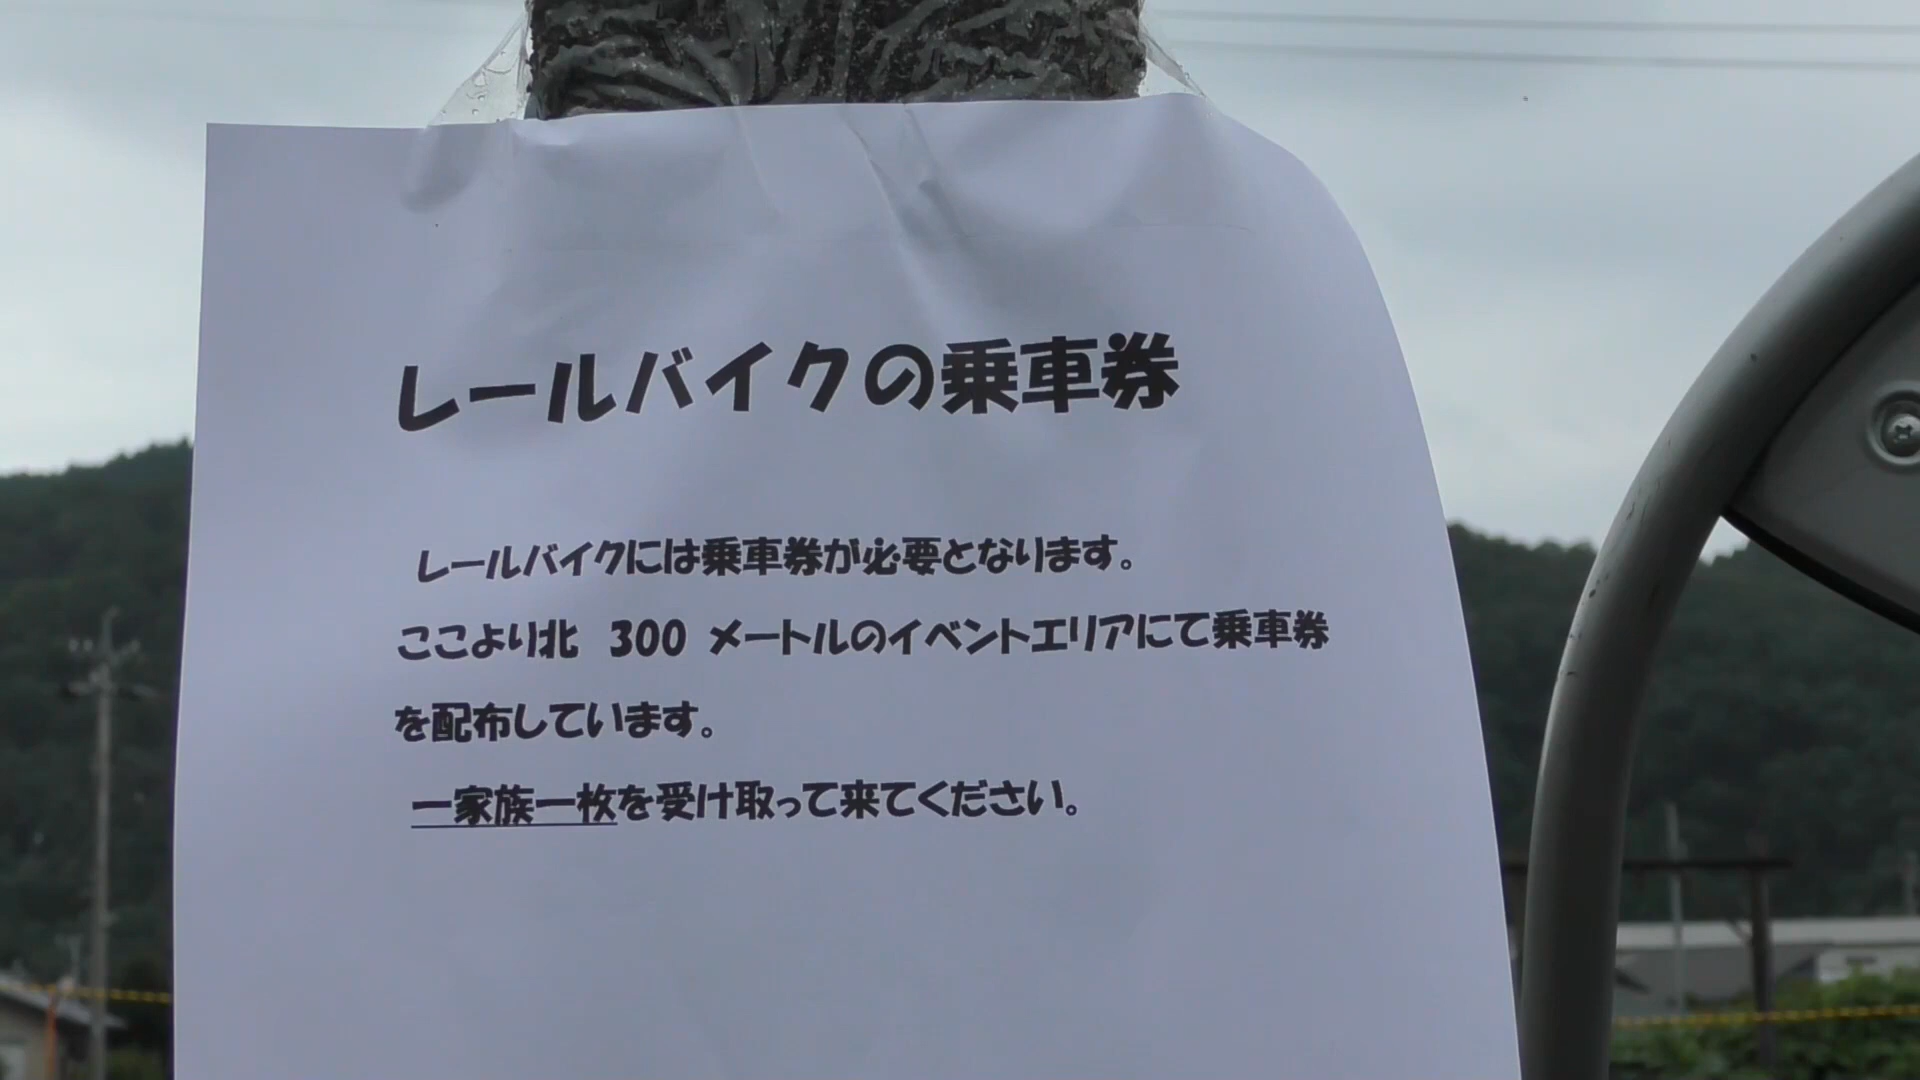 レールバイクの乗車券
レールバイクには乗車券が必要となります。
ここより北 300 メートルのイベントエリアにて乗車券
を配布しています。
一家族一枚を受け取って来てください。